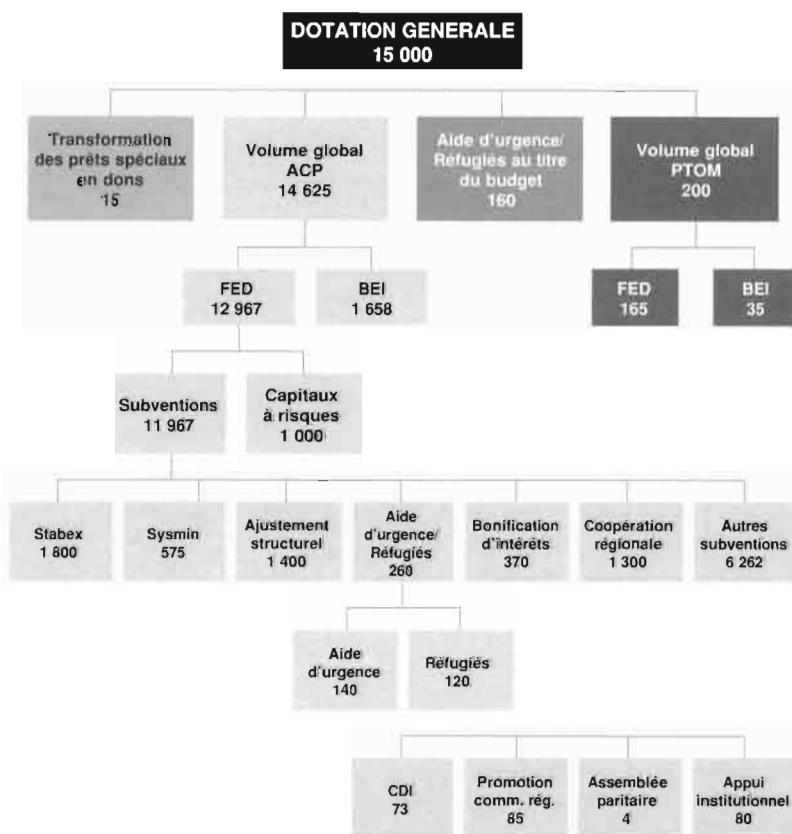 DOTATION GENERALE
15 000
Transformation
des prêts spéciaux
en dons
15
Volume global
ACP
14 625
Aide d'urgence/
Réfugiés au titre
du budget
160
Volume global
PTOM
200
FED
12 967
BEI
1 658
FED
165
BEI
35
Subventions
11 967
Capitaux
à risques
1 000
Stabex
1 800
Sysmin
575
Ajustement
structurel
1 400
Aide
d'urgence/
Réfugiés
260
Bonification
d'intérêts
370
Coopération
régionale
1 300
Autres
subventions
6 262
Aide
d'urgence
140
Réfugiés
120
CDI
73
Promotion
comm. rég.
85
Assemblée
paritaire
4
Appui
institutionnel
80